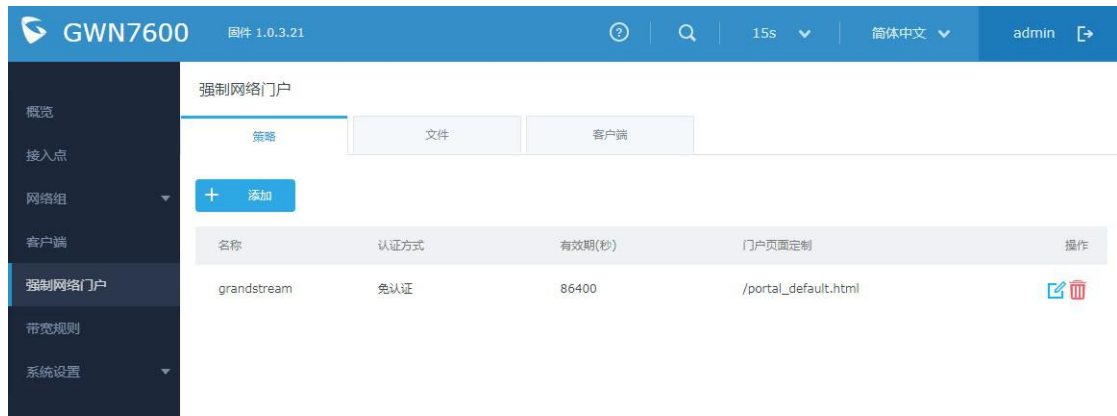 GWN7600 固件 1.0.3.21 15s 简体中文 admin
强制网络门户
概览
策略 文件 客户端
接入点
添加
网络组
客户端
名称 认证方式 有效期(秒) 门户页面定制 操作
强制网络门户
grandstream 免认证 86400 /portal_default.html
带宽规则
系统设置